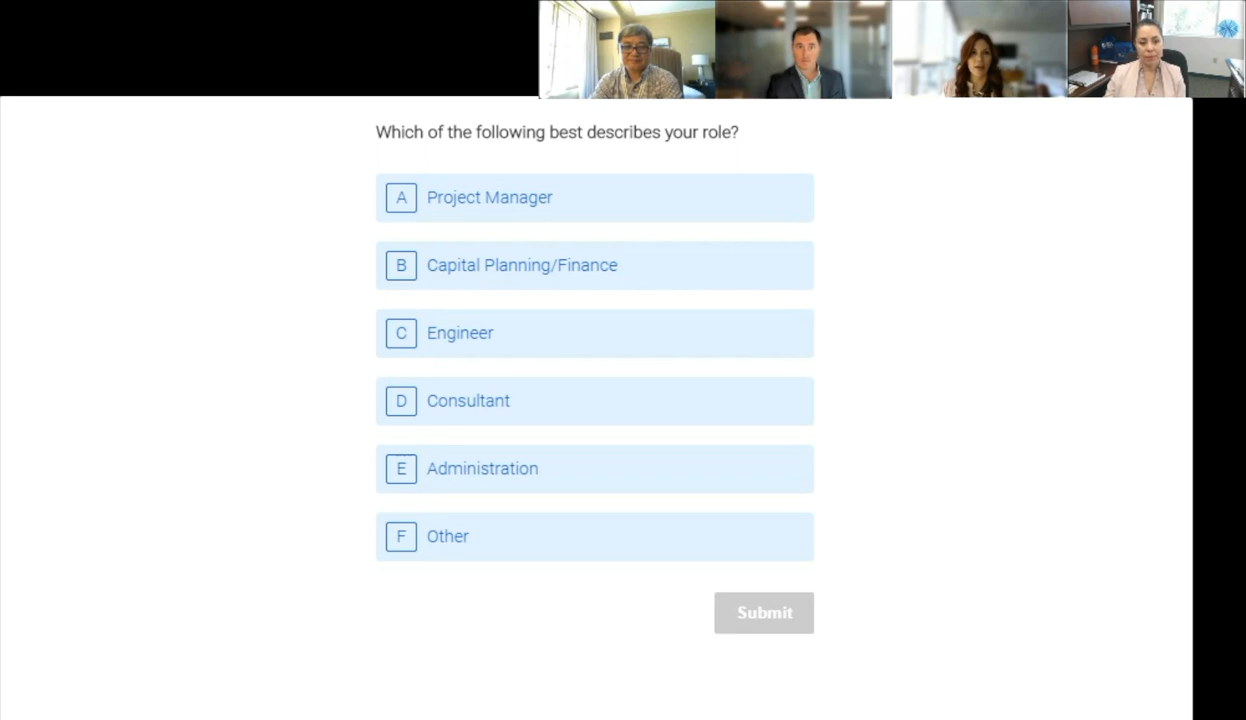 Which of the following best describes your role?
A Project Manager
B Capital Planning/Finance
C Engineer
D Consultant
E Administration
F Other
Submit